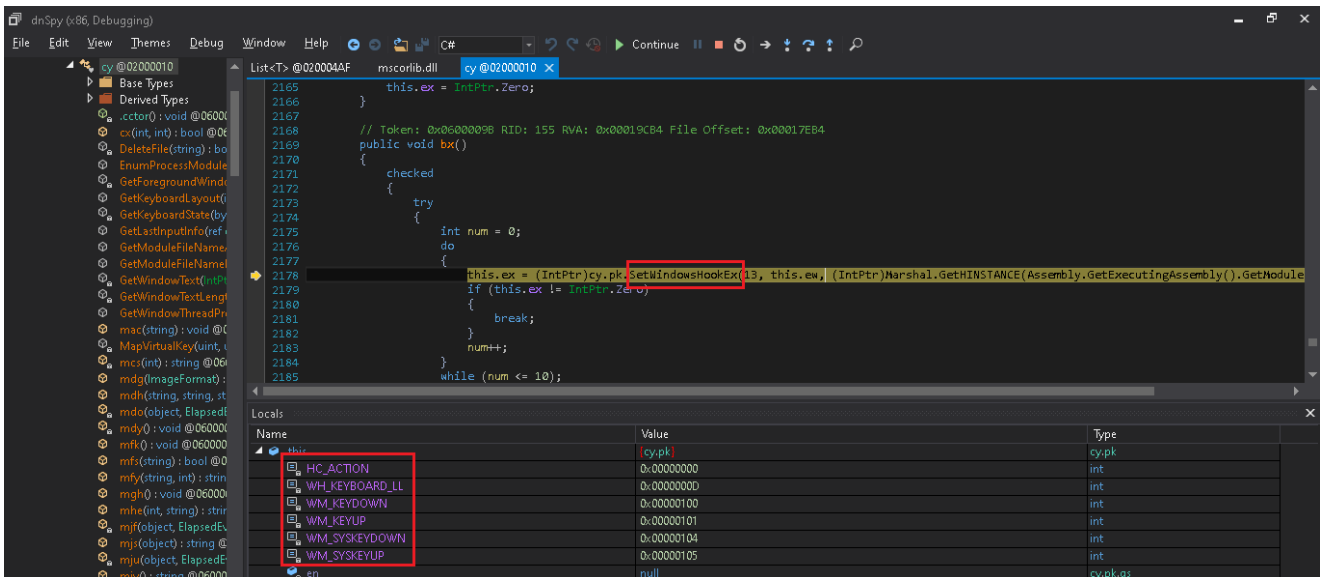 dnSpy (x86, Debugging)
File Edit View Themes Debug Window Help C# Continue
cy @02000010
Base Types
Derived Types
.cctor() : void @0600
cx(int, int) : bool @06
DeleteFile(string) : bo
EnumProcessModule
GetForegroundWind
GetKeyboardLayout(i
GetKeyboardState(by
GetLastInputInfo(ref
GetModuleFileName
GetModuleFileName
GetWindowText(IntPt
GetWindowTextLengt
GetWindowThreadPr
mac(string) : void @0
MapVirtualKey(uint, u
mcs(int) : string @06
mdg(ImageFormat) :
mdh(string, string, st
mdo(object, ElapsedE
mdy() : void @06000
mfk() : void @060000
mfs(string) : bool @0
mfy(string, int) : strin
mgh() : void @06000
mhe(int, string) : strin
mjf(object, ElapsedEv
mjs(object) : string @
mju(object, ElapsedE
mjv() : string @06000
List<T> @020004AF mscorlib.dll cy @02000010
2165 this.ex = IntPtr.Zero;
2166 }
2167
2168 // Token: 0x0600009B RID: 155 RVA: 0x00019CB4 File Offset: 0x00017EB4
2169 public void bx()
2170 {
2171 checked
2172 {
2173 try
2174 {
2175 int num = 0;
2176 do
2177 {
2178 this.ex = (IntPtr)cy.pk.SetWindowsHookEx(13, this.ew, (IntPtr)Marshal.GetHINSTANCE(Assembly.GetExecutingAssembly().GetModule
2179 if (this.ex != IntPtr.Zero)
2180 {
2181 break;
2182 }
2183 num++;
2184 }
2185 while (num <= 10);
Locals
Name Value Type
this {cy.pk} cy.pk
HC_ACTION 0x00000000 int
WH_KEYBOARD_LL 0x0000000D int
WM_KEYDOWN 0x00000100 int
WM_KEYUP 0x00000101 int
WM_SYSKEYDOWN 0x00000104 int
WM_SYSKEYUP 0x00000105 int
en null cy.pk.qs